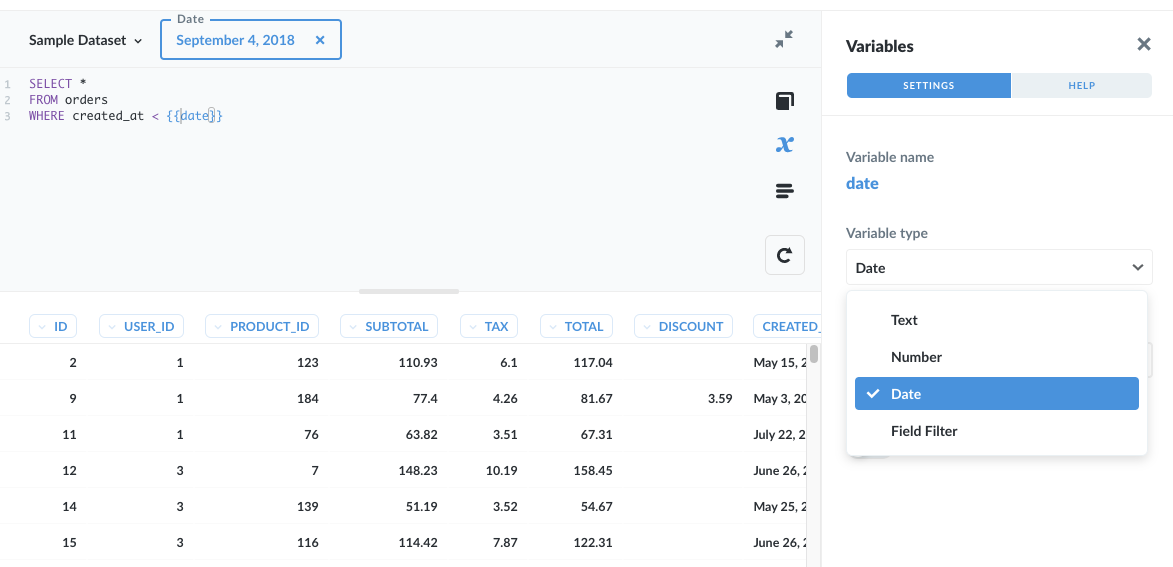 Date
Sample Dataset
September 4, 2018
Variables
SETTINGS HELP
1 SELECT *
2 FROM orders
3 WHERE created_at < {{date}}
Variable name
date
Variable type
Date
Text
Number
Date
Field Filter
ID USER_ID PRODUCT_ID SUBTOTAL TAX TOTAL DISCOUNT CREATED_
2 1 123 110.93 6.1 117.04 May 15, 2
9 1 184 77.4 4.26 81.67 3.59 May 3, 20
11 1 76 63.82 3.51 67.31 July 22, 2
12 3 7 148.23 10.19 158.45 June 26, 2
14 3 139 51.19 3.52 54.67 May 25, 2
15 3 116 114.42 7.87 122.31 June 26, 2